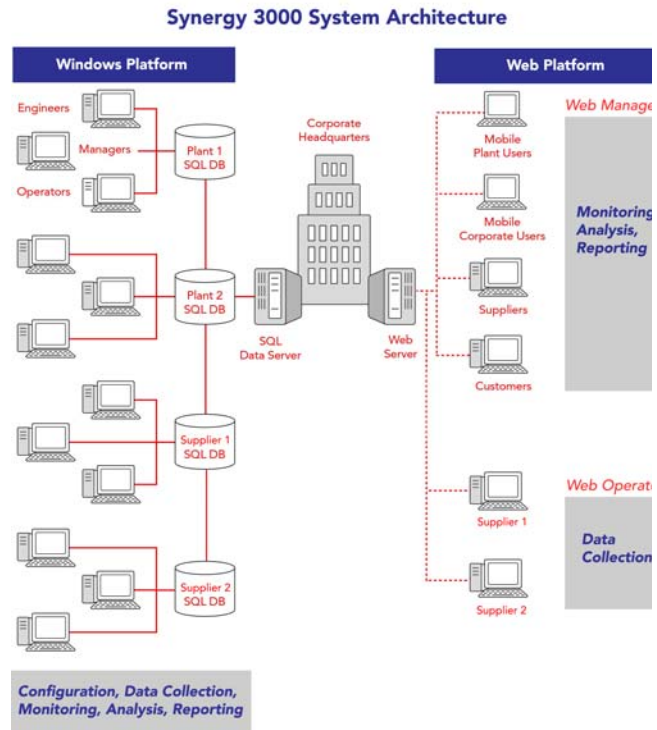 Synergy 3000 System Architecture
Windows Platform
Engineers
Managers
Operators
Plant 1
SQL DB
Plant 2
SQL DB
Supplier 1
SQL DB
Supplier 2
SQL DB
Configuration, Data Collection,
Monitoring, Analysis, Reporting
Corporate
Headquarters
SQL
Data Server
Web
Server
Web Platform
Mobile
Plant Users
Mobile
Corporate Users
Suppliers
Customers
Supplier 1
Supplier 2
Web Manage
Monitoring
Analysis,
Reporting
Web Operato
Data
Collection